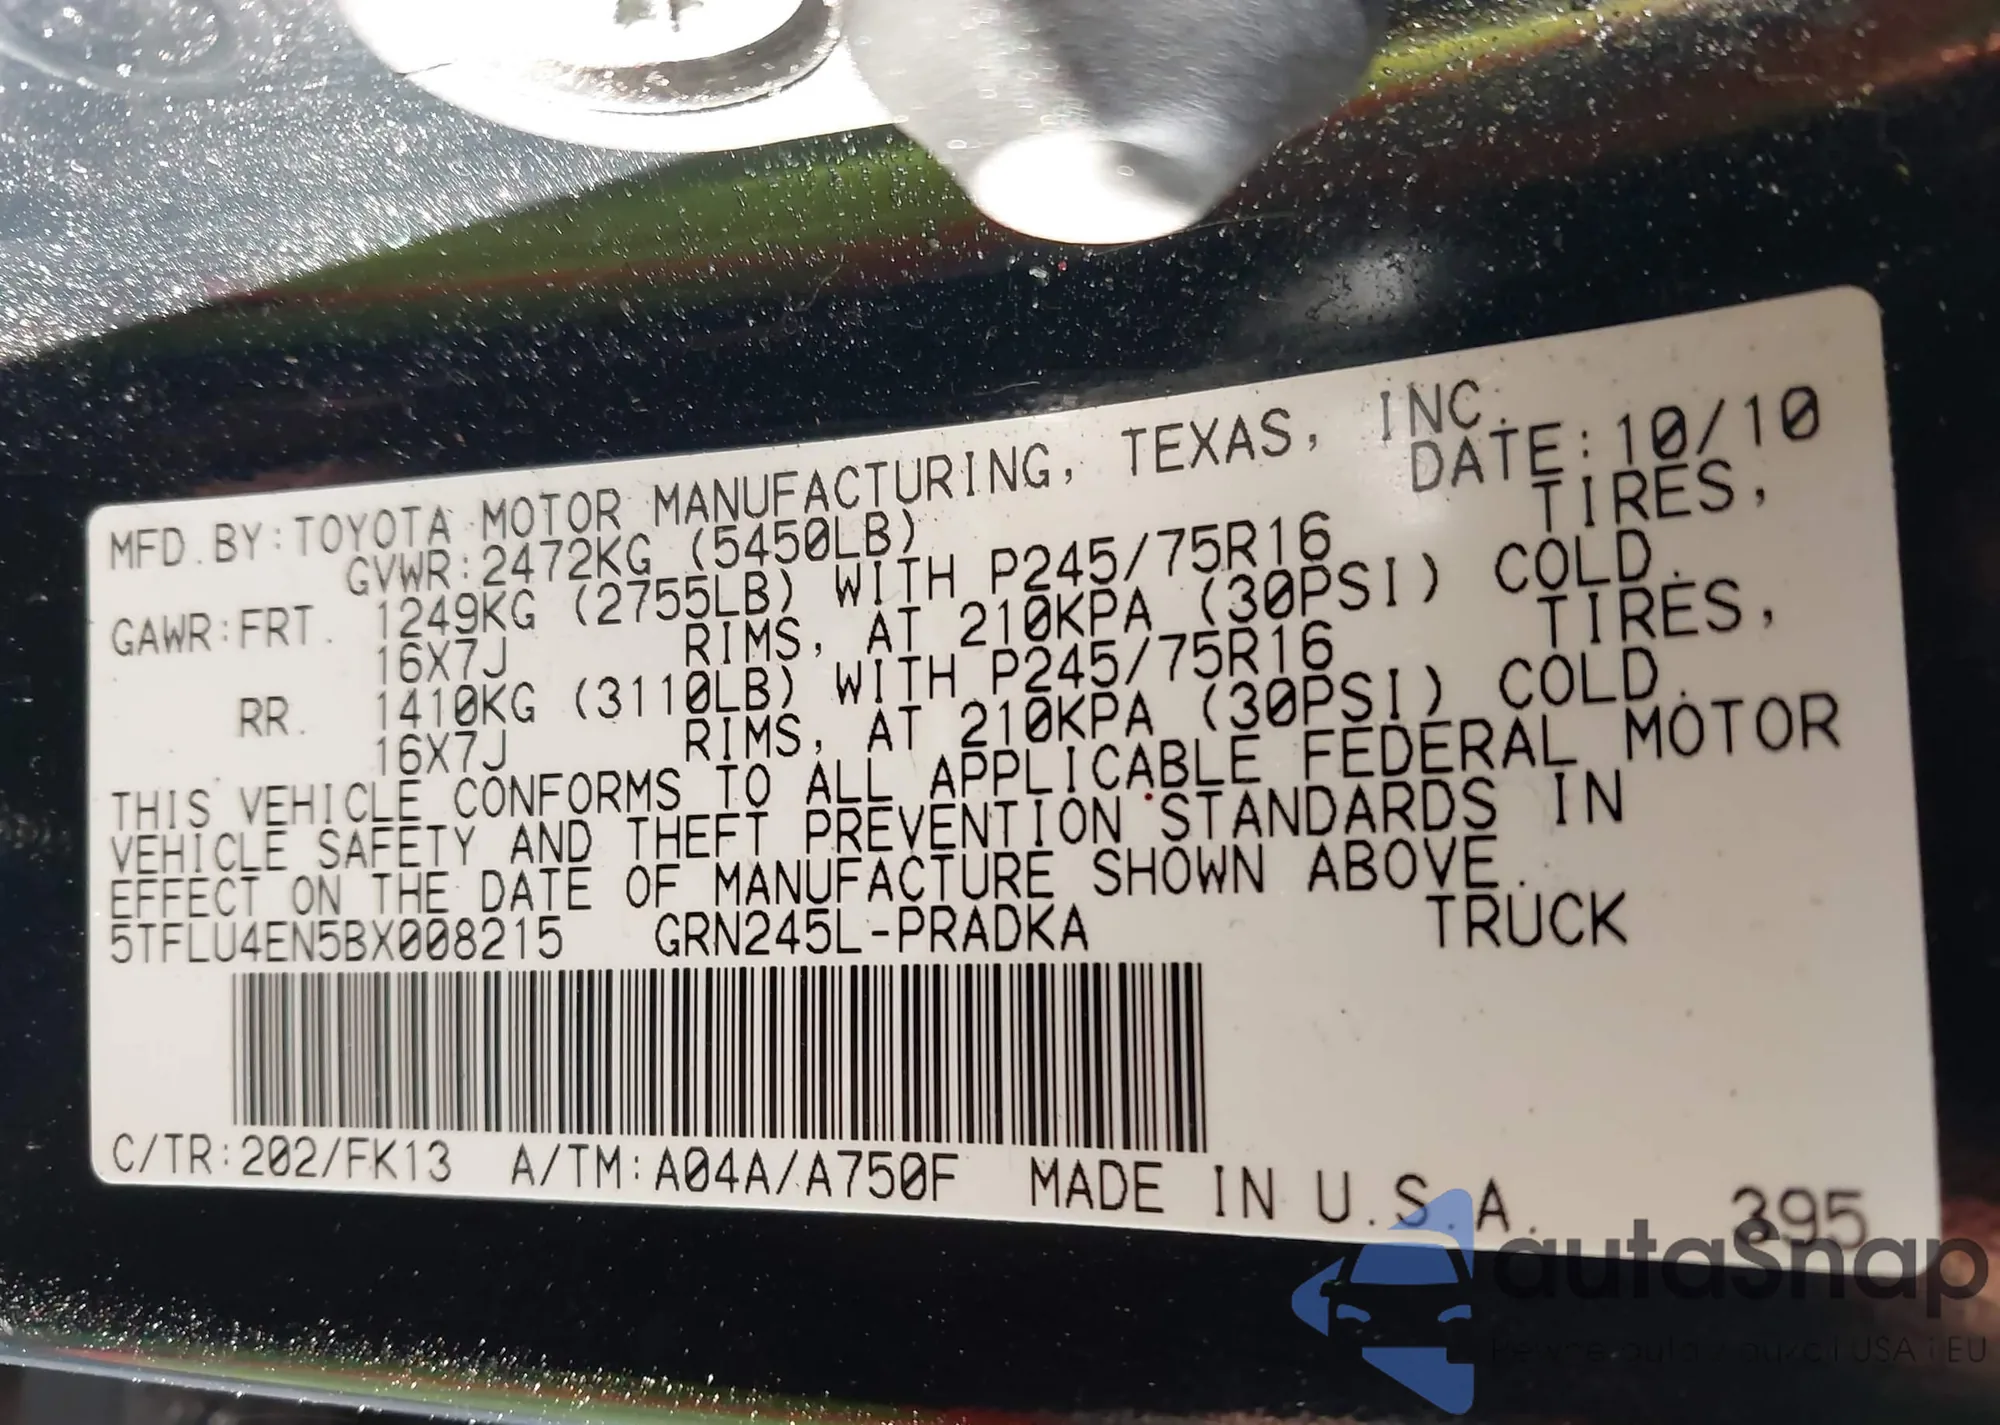 MFD.BY:TOYOTA MOTOR MANUFACTURING, TEXAS, INC.
DATE:10/10
GVWR:2472KG (5450LB)
GAWR:FRT. 1249KG (2755LB) WITH P245/75R16 TIRES,
16X7J RIMS, AT 210KPA (30PSI) COLD.
RR. 1410KG (3110LB) WITH P245/75R16 TIRES,
16X7J RIMS, AT 210KPA (30PSI) COLD.
THIS VEHICLE CONFORMS TO ALL APPLICABLE FEDERAL MOTOR
VEHICLE SAFETY AND THEFT PREVENTION STANDARDS IN
EFFECT ON THE DATE OF MANUFACTURE SHOWN ABOVE.
5TFLU4EN5BX008215 GRN245L-PRADKA TRUCK
C/TR:202/FK13 A/TM:A04A/A750F MADE IN U.S.A. 395
autaSnap
auta z USA i EU